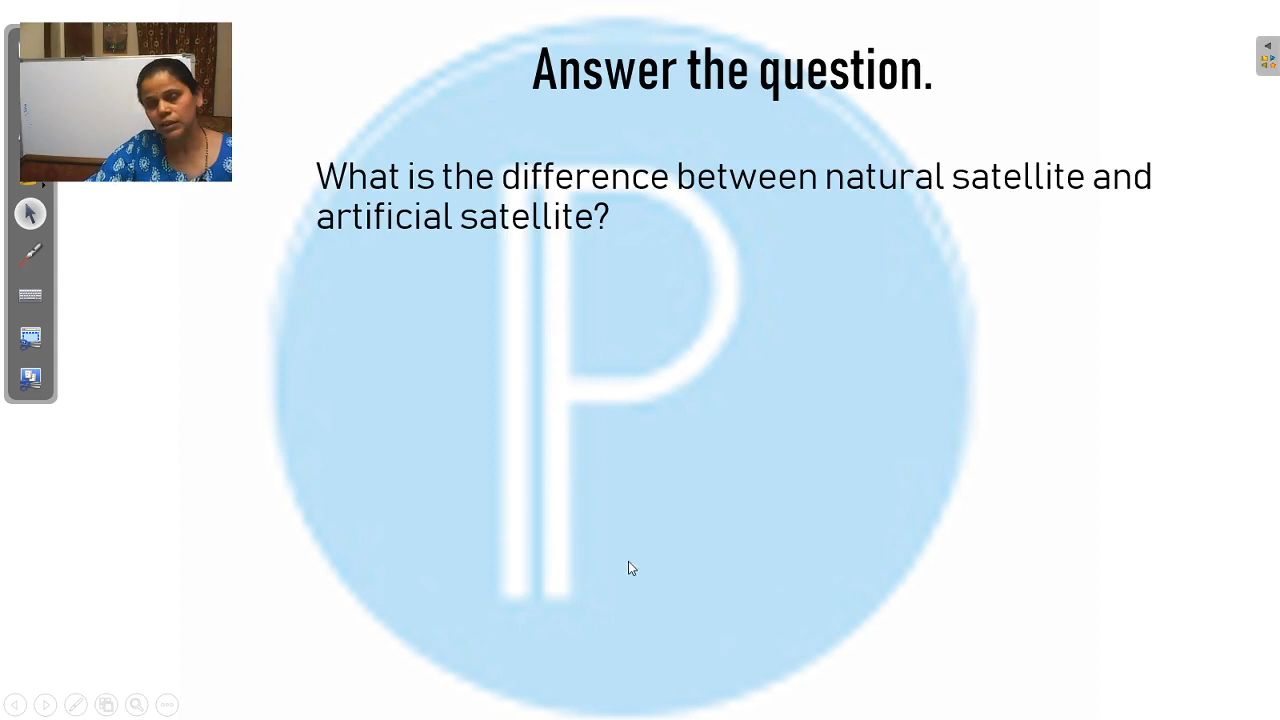 Answer the question.
What is the difference between natural satellite and
artificial satellite?